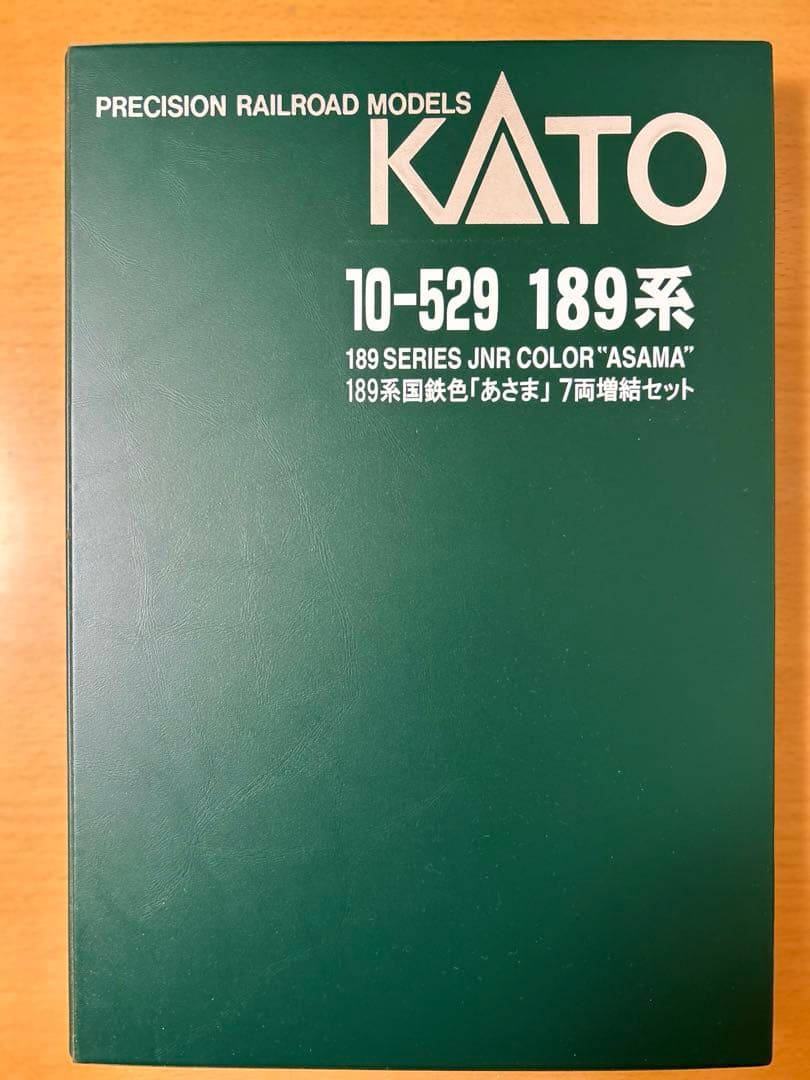 PRECISION RAILROAD MODELS
KATO
10-529 189系
189 SERIES JNR COLOR "ASAMA"
189系国鉄色「あさま」7両増結セット